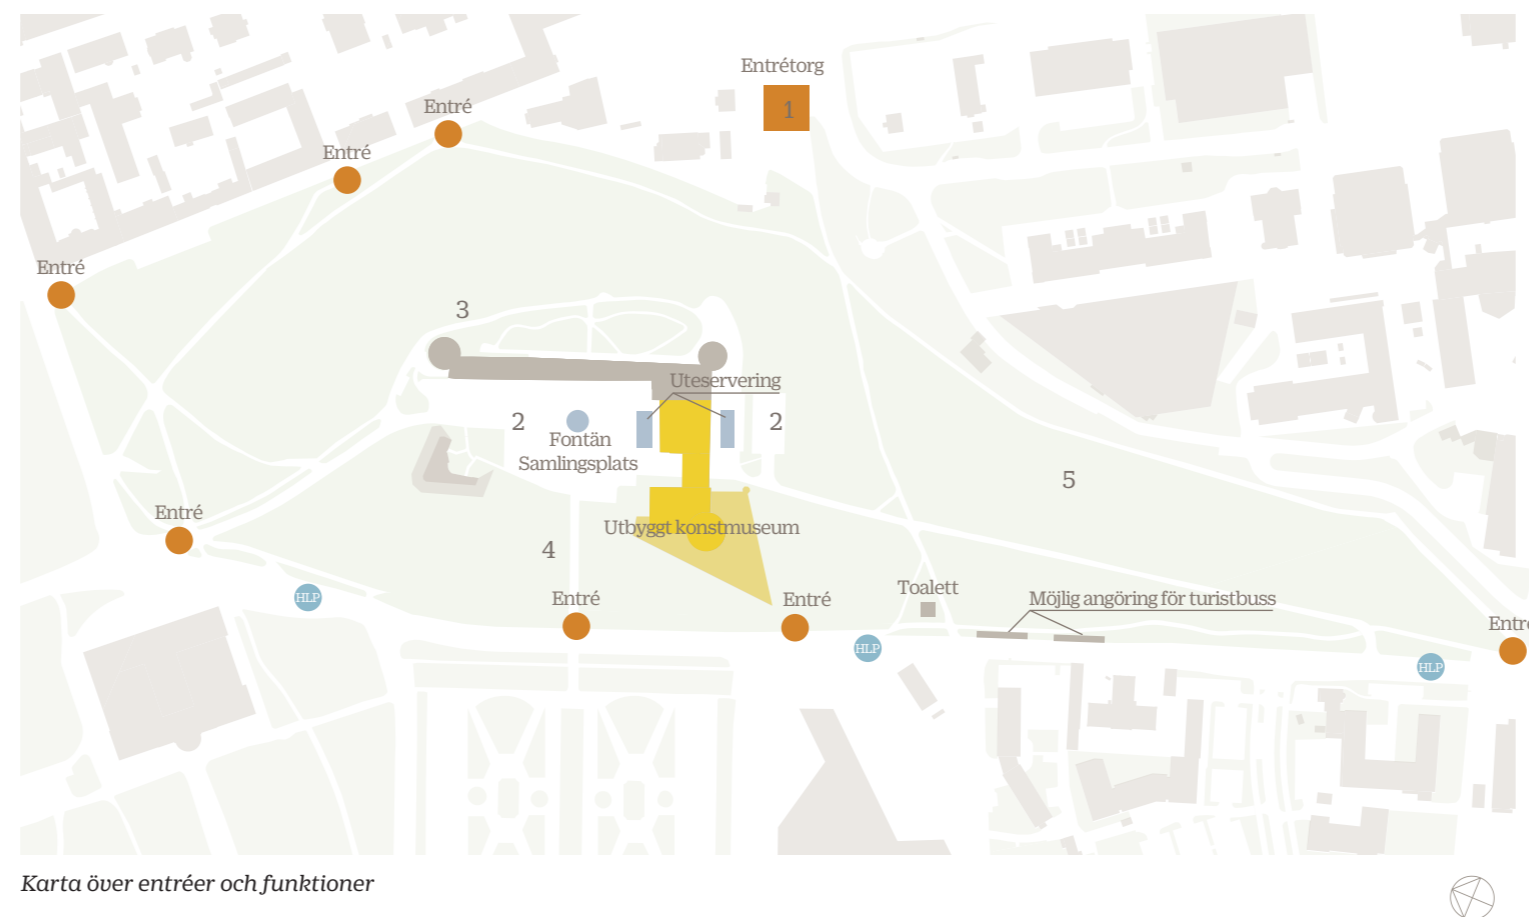 Entrétorg
1
Entré
Entré
Entré
3
Uteservering
2
2
Fontän
Samlingsplats
5
Entré
Utbyggt konstmuseum
4
Toalett
HLP
Entré
Entré
Möjlig angöring för turistbuss
Entré
HLP
HLP
Karta över entréer och funktioner